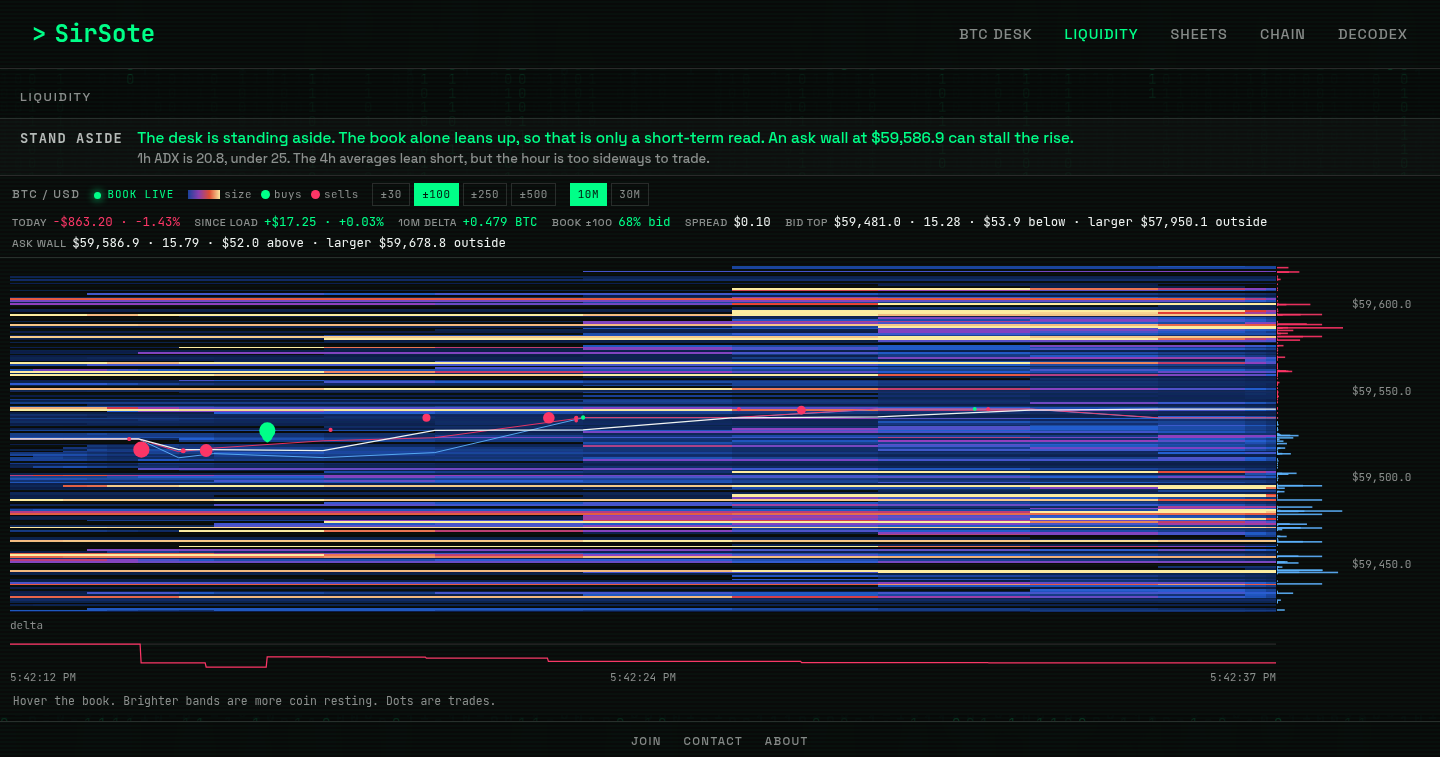 > SirSote
BTC DESK LIQUIDITY SHEETS CHAIN DECODEX
LIQUIDITY
STAND ASIDE The desk is standing aside. The book alone leans up, so that is only a short-term read. An ask wall at $59,586.9 can stall the rise.
1h ADX is 20.8, under 25. The 4h averages lean short, but the hour is too sideways to trade.
BTC / USD BOOK LIVE size buys sells ±30 ±100 ±250 ±500 10M 30M
TODAY -$863.20 · -1.43% SINCE LOAD +$17.25 · +0.03% 10M DELTA +0.479 BTC BOOK ±100 68% bid SPREAD $0.10 BID TOP $59,481.0 · 15.28 · $53.9 below · larger $57,950.1 outside
ASK WALL $59,586.9 · 15.79 · $52.0 above · larger $59,678.8 outside
$59,600.0
$59,550.0
$59,500.0
$59,450.0
delta
5:42:12 PM 5:42:24 PM 5:42:37 PM
Hover the book. Brighter bands are more coin resting. Dots are trades.
JOIN CONTACT ABOUT